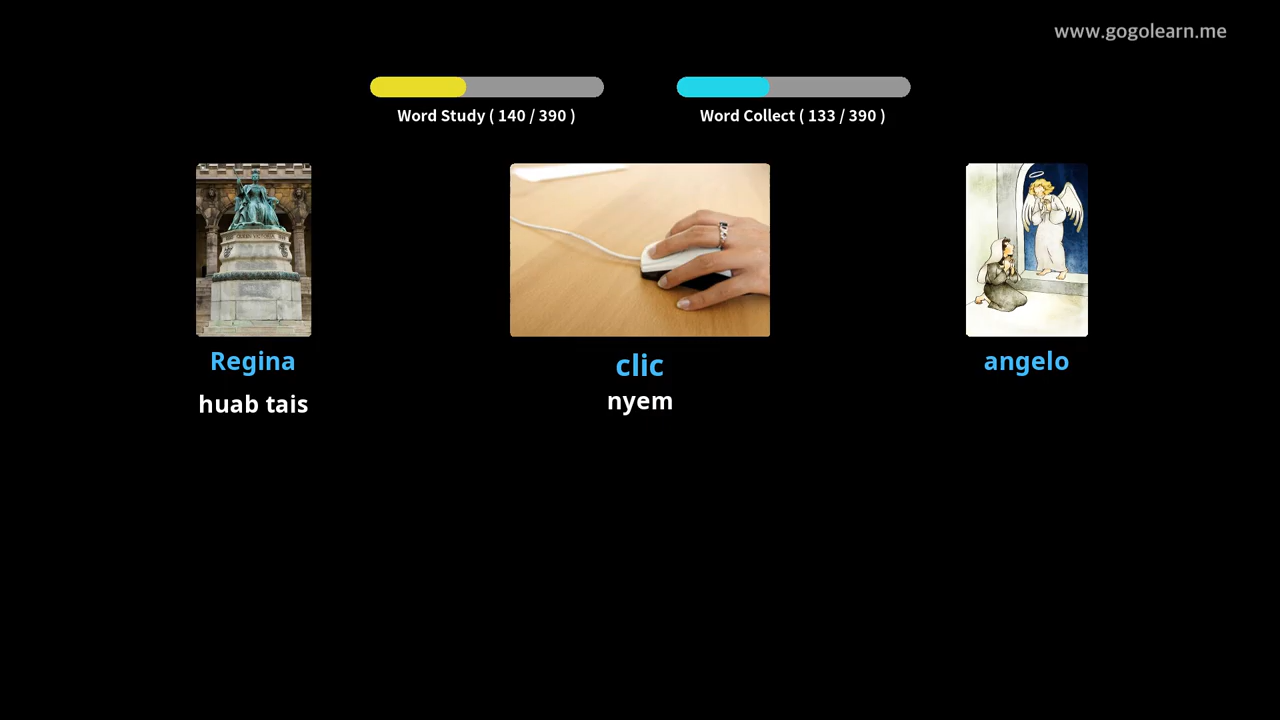 www.gogolearn.me
Word Study ( 140 / 390 )
Word Collect ( 133 / 390 )
Regina
huab tais
clic
nyem
angelo